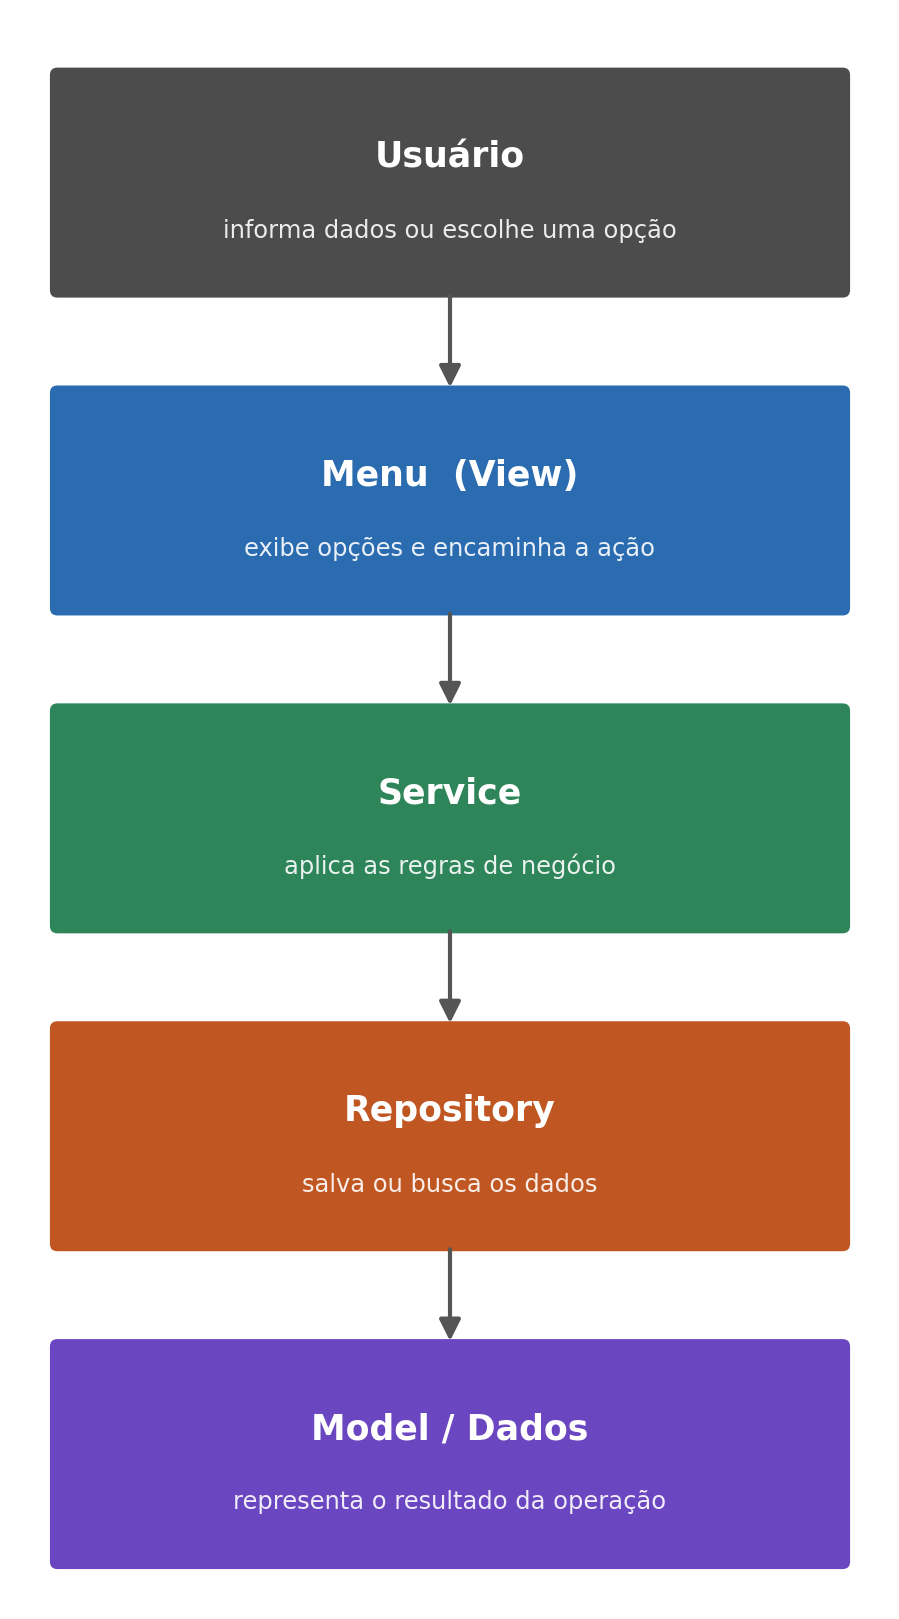 Usuário
informa dados ou escolhe uma opção
Menu (View)
exibe opções e encaminha a ação
Service
aplica as regras de negócio
Repository
salva ou busca os dados
Model / Dados
representa o resultado da operação